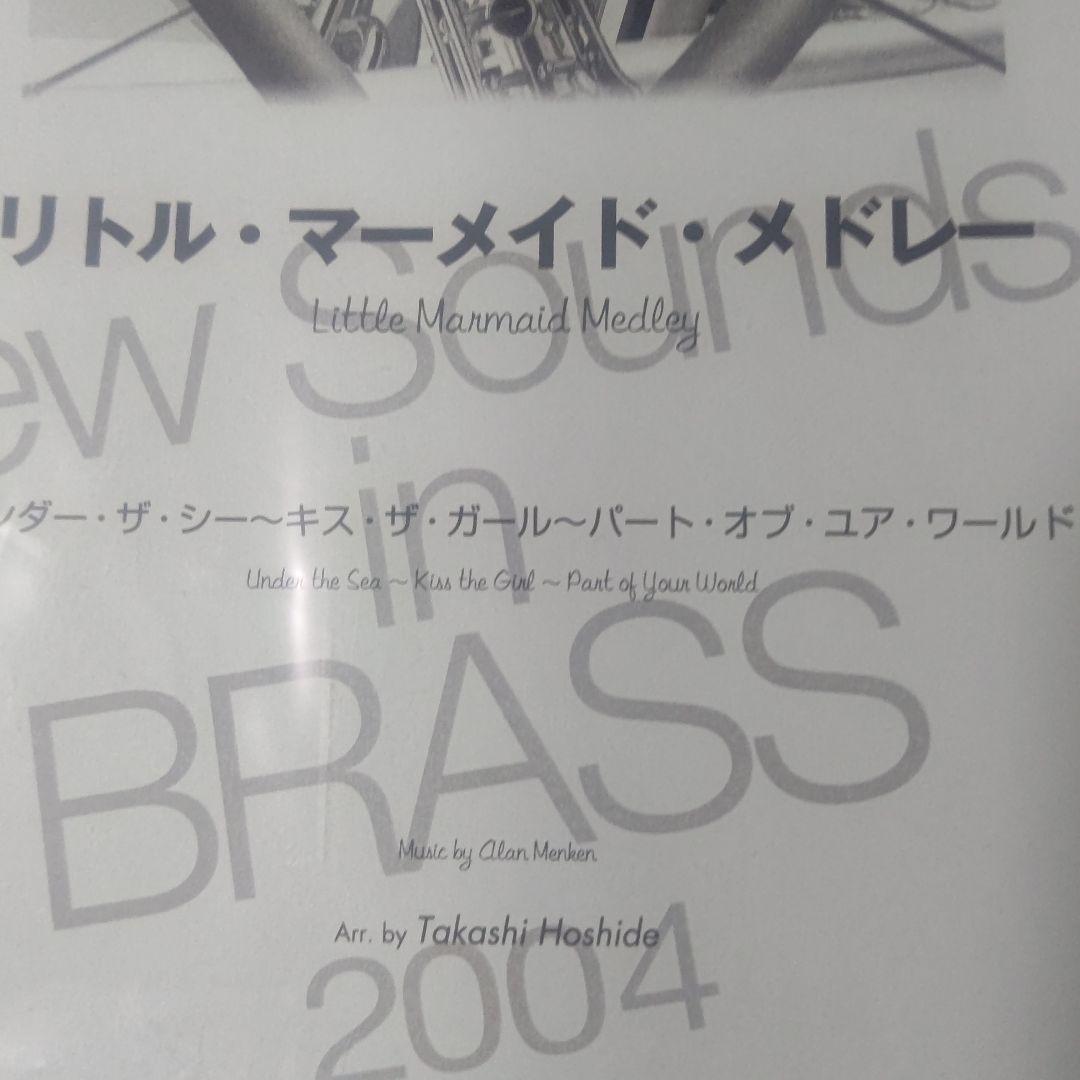 リトル・マーメイド・メドレー
Little Marmaid Medley
ew Sounds
in
BRASS
2004
ンダー・ザ・シー～キス・ザ・ガール～パート・オブ・ユア・ワールド
Under the Sea ~ Kiss the Girl ~ Part of Your World
Music by Alan Menken
Arr. by Takashi Hoshide